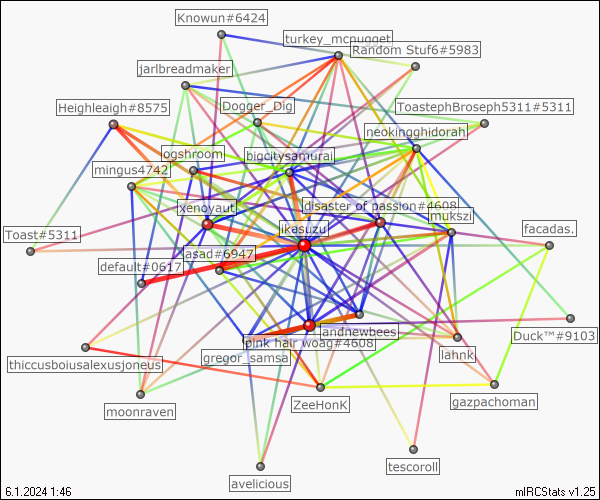 Knowun#6424
turkey_mcnugget
Random Stuf6#5983
jarlbreadmaker
Heighleaigh#8575
Dogger_Dig
ToastephBroseph5311#5311
neokingghidorah
ogshroom
bigcitysamurai
mingus4742
disaster of passion#4608
xenoyaut
mukszi
ikesuzu
facadas.
Toast#5311
asad#6947
default#0617
landnewbees
Duck™#9103
pink hair woag#4608
gregor_samsa
lahnk
thiccusboiusalexusjoneus
ZeeHonK
gazpachoman
moonraven
tescoroll
avelicious
6.1.2024 1:46
mIRCStats v1.25